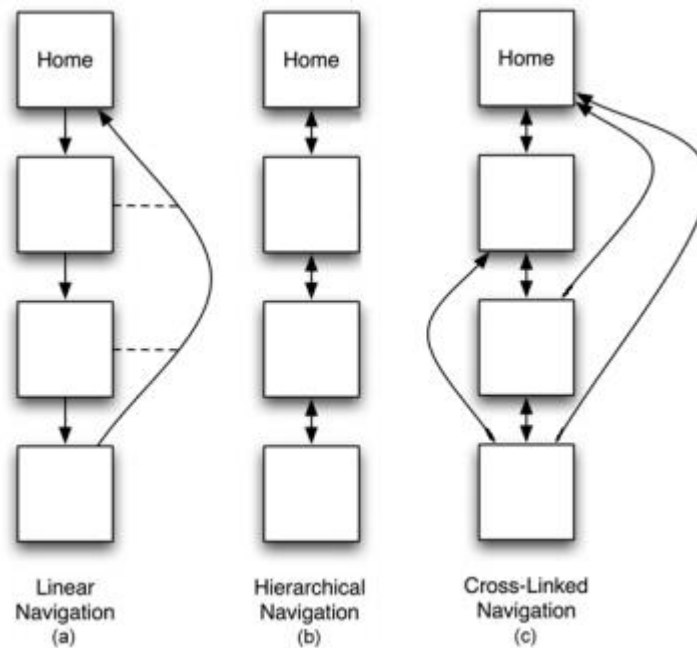 Home
Home
Home
Linear
Navigation
(a)
Hierarchical
Navigation
(b)
Cross-Linked
Navigation
(c)